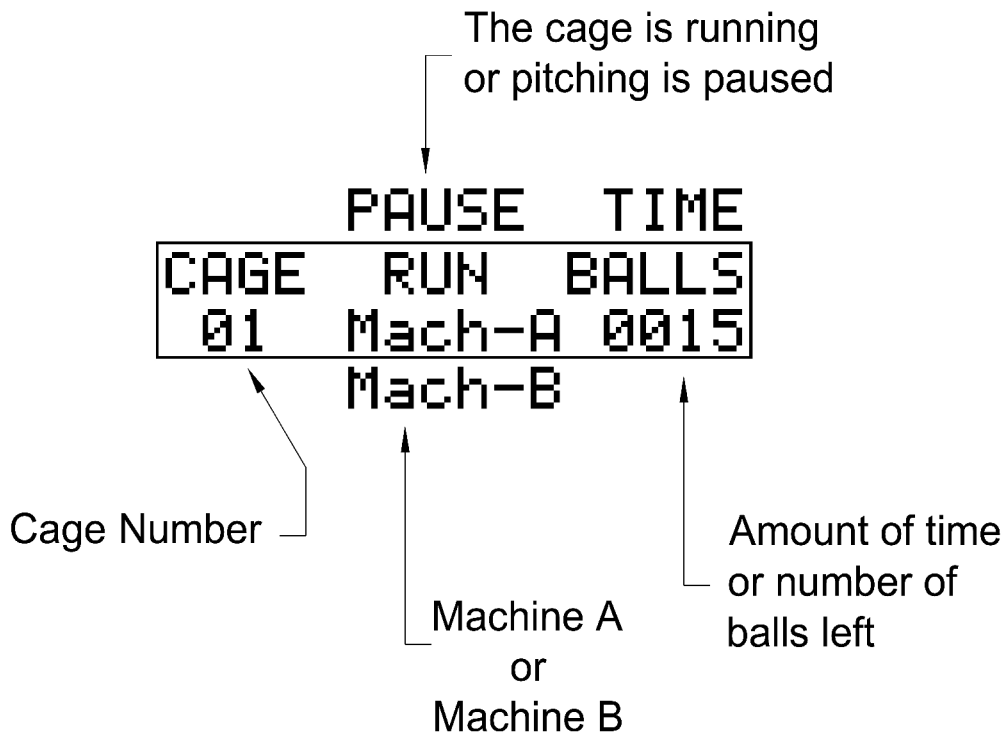 The cage is running
or pitching is paused
PAUSE TIME
CAGE RUN BALLS
01 Mach-A 0015
Mach-B
Cage Number
Amount of time
or number of
balls left
Machine A
or
Machine B